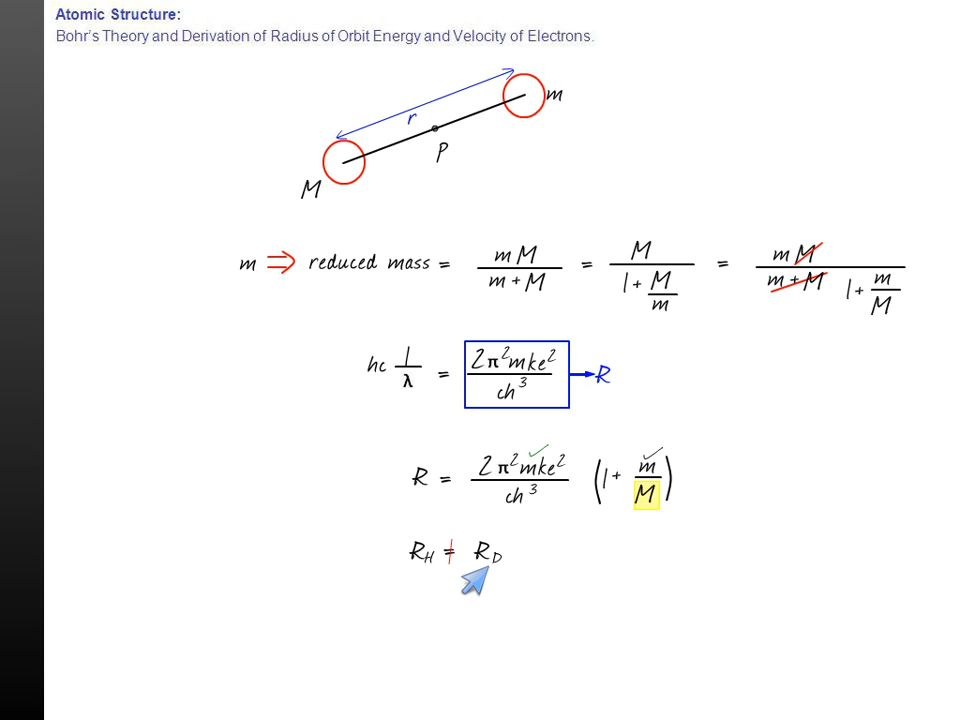 Atomic Structure:
Bohr's Theory and Derivation of Radius of Orbit Energy and Velocity of Electrons.
m
r
P
M
m ⇒ reduced mass = mM / m + M = M / 1 + M/m = mM / m + M 1 + m/M
hc 1/λ = 2π²mke² / ch³ → R
R = 2π²mke² / ch³ (1 + m/M)
R_H ≠ R_D